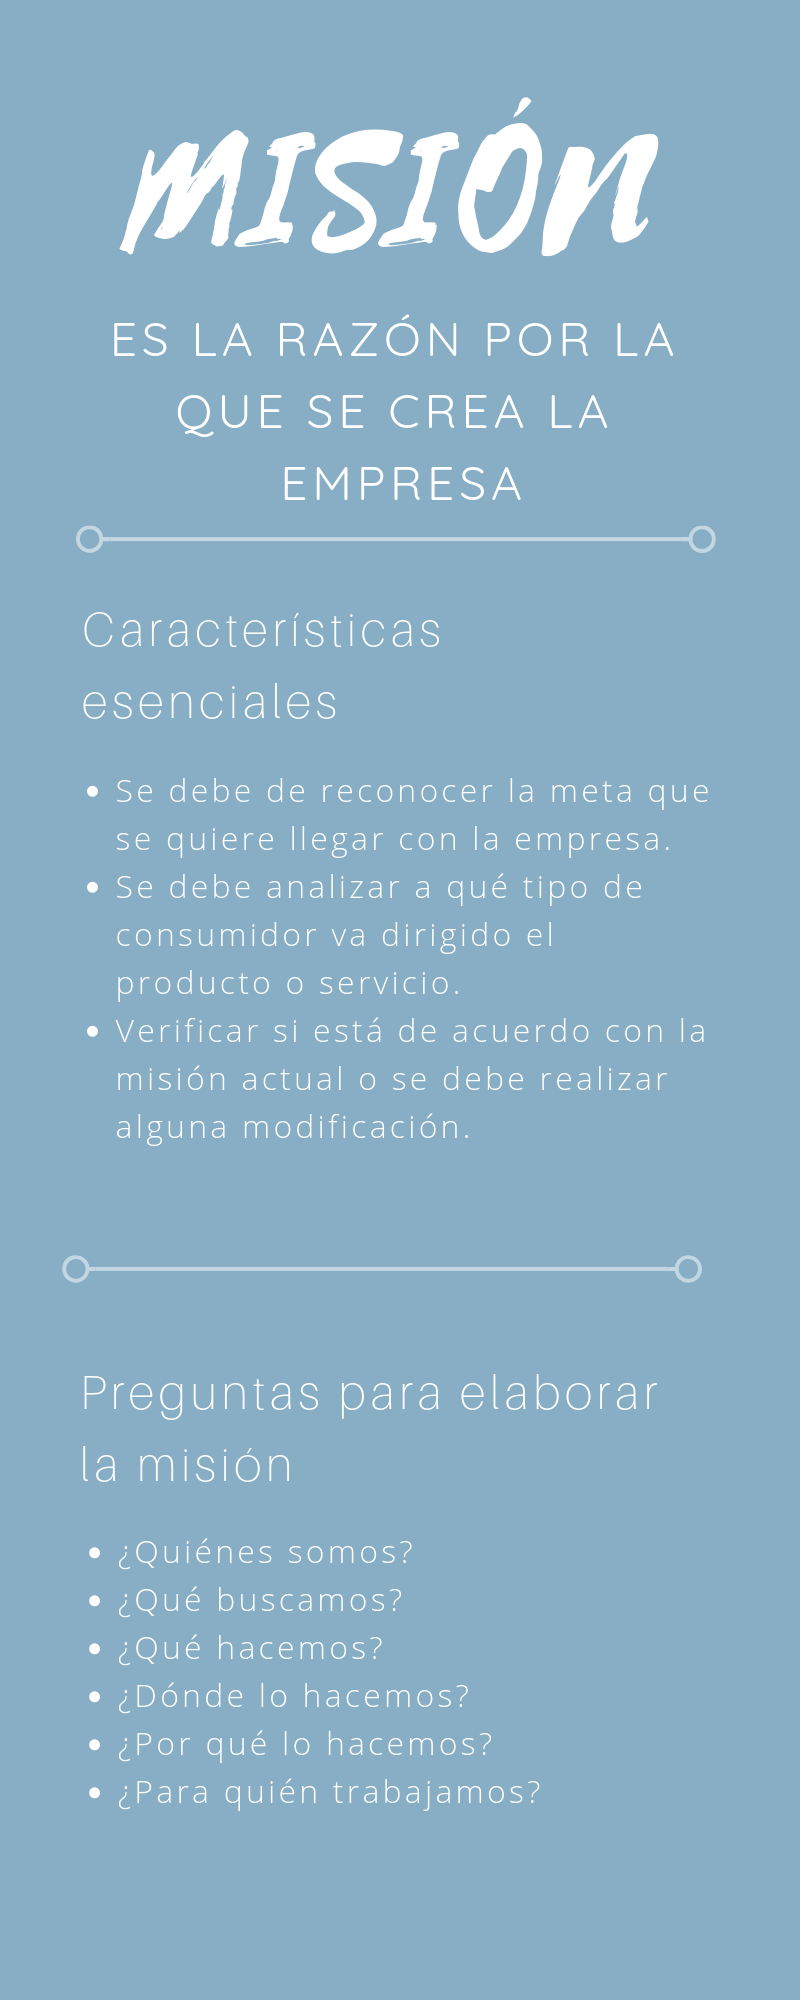 MISIÓN
ES LA RAZÓN POR LA
QUE SE CREA LA
EMPRESA
Características
esenciales
• Se debe de reconocer la meta que
se quiere llegar con la empresa.
• Se debe analizar a qué tipo de
consumidor va dirigido el
producto o servicio.
• Verificar si está de acuerdo con la
misión actual o se debe realizar
alguna modificación.
Preguntas para elaborar
la misión
• ¿Quiénes somos?
• ¿Qué buscamos?
• ¿Qué hacemos?
• ¿Dónde lo hacemos?
• ¿Por qué lo hacemos?
• ¿Para quién trabajamos?